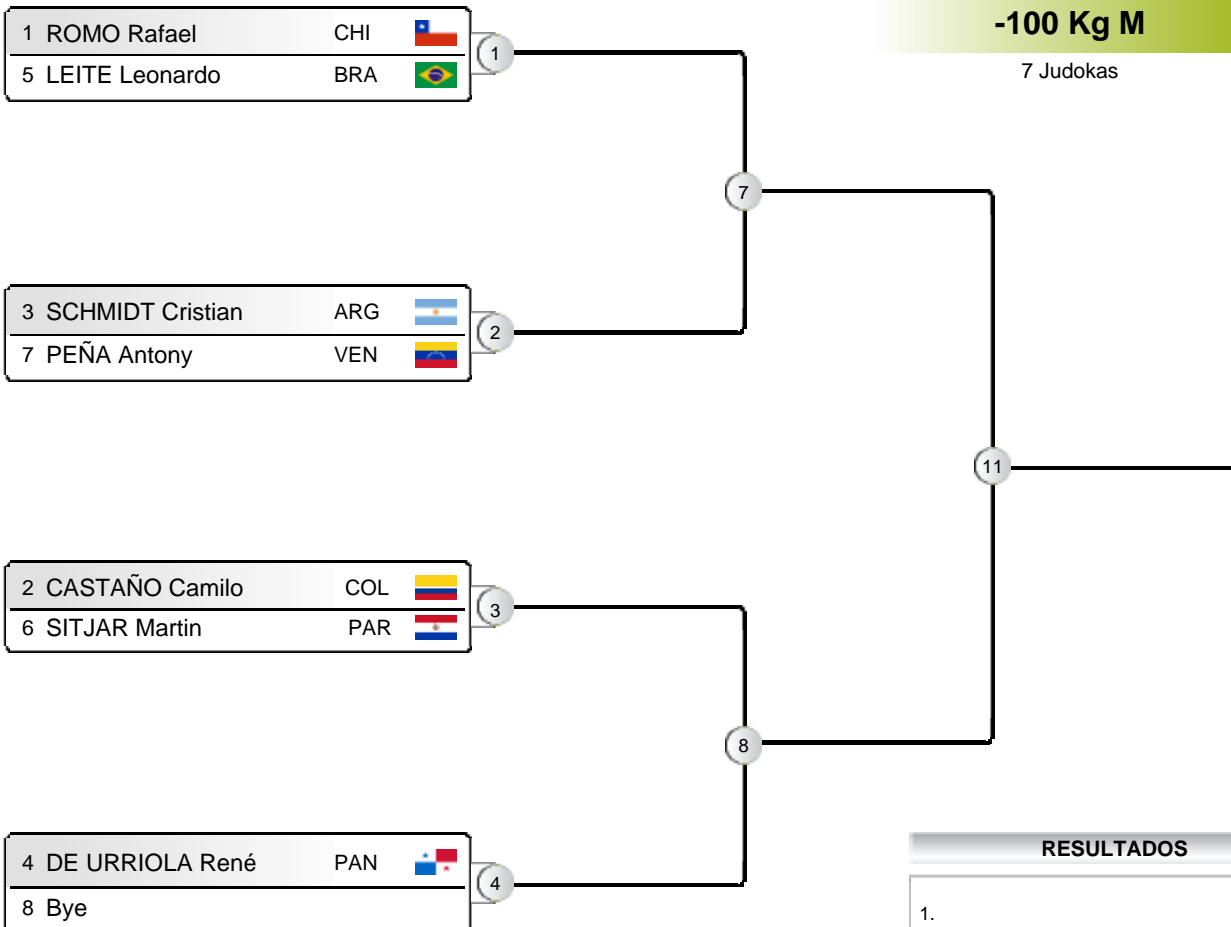 -100 Kg M
7 Judokas
1 ROMO Rafael CHI
5 LEITE Leonardo BRA
1
7
3 SCHMIDT Cristian ARG
7 PEÑA Antony VEN
2
11
2 CASTAÑO Camilo COL
6 SITJAR Martin PAR
3
8
4 DE URRIOLA René PAN
8 Bye
4
RESULTADOS
1.